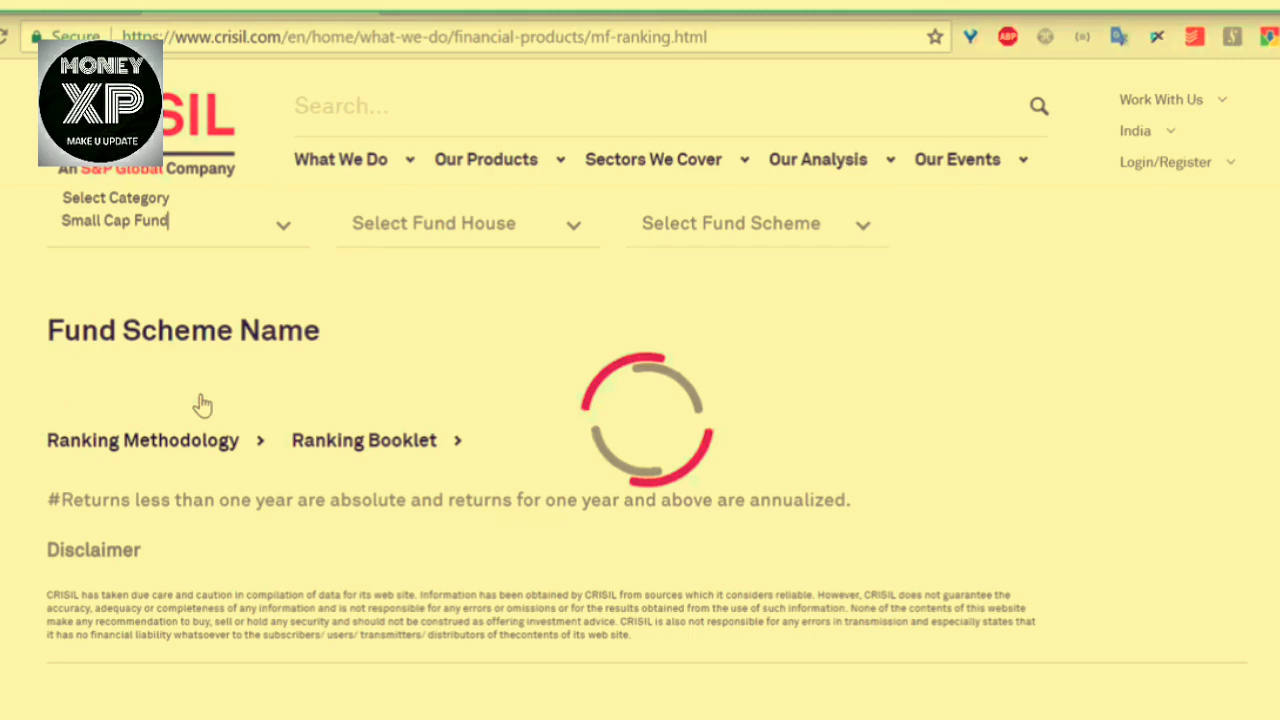 Secure https://www.crisil.com/en/home/what-we-do/financial-products/mf-ranking.html
ABP
MONEY
XP
MAKE U UPDATE
SIL
An S&P Global Company
Search...
Work With Us
India
Login/Register
What We Do Our Products Sectors We Cover Our Analysis Our Events
Select Category
Small Cap Fund Select Fund House Select Fund Scheme
Fund Scheme Name
Ranking Methodology Ranking Booklet
#Returns less than one year are absolute and returns for one year and above are annualized.
Disclaimer
CRISIL has taken due care and caution in compilation of data for its web site. Information has been obtained by CRISIL from sources which it considers reliable. However, CRISIL does not guarantee the
accuracy, adequacy or completeness of any information and is not responsible for any errors or omissions or for the results obtained from the use of such information. None of the contents of this website
make any recommendation to buy, sell or hold any security and should not be construed as offering investment advice. CRISIL is also not responsible for any errors in transmission and especially states that
it has no financial liability whatsoever to the subscribers/ users/ transmitters/ distributors of thecontents of its web site.